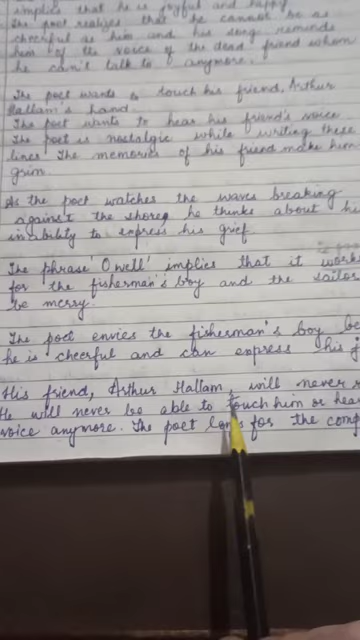 implies that he is joyful and happy.
The poet realizes that he cannot be as
cheerful as him and his song reminds
him of the voice of the dead friend whom
he can't talk to anymore.
The poet wants to touch his friend, Arthur
Hallam's hand.
The poet wants to hear his friend's voice.
The poet is nostalgic while writing these
lines. The memories of his friend make him
grim.
As the poet watches the waves breaking
against the shores he thinks about his
inability to express his grief.
The phrase 'O well' implies that it works
for the fisherman's boy and the sailor
be merry.
The poet envies the fisherman's boy
he is cheerful and can express his
His friend, Arthur Hallam, will never
He will never be able to touch him or hear
voice anymore. The poet longs for the